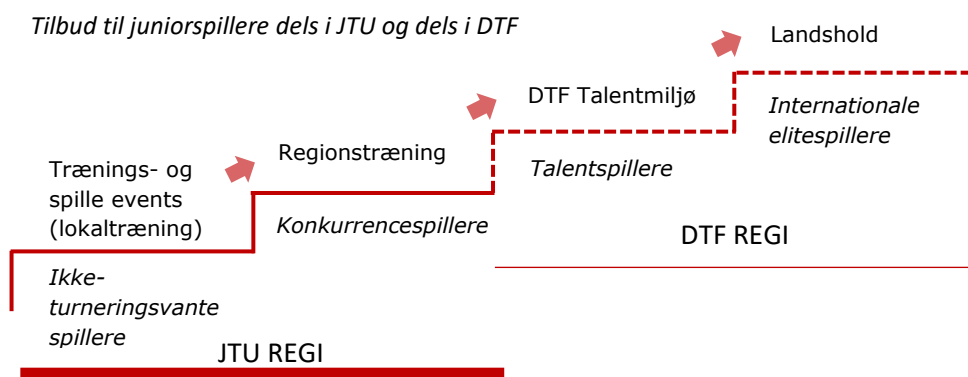 Tilbud til juniorspillere dels i JTU og dels i DTF
Trænings- og
spille events
(lokaltræning)
Ikke-
turneringsvante
spillere
Regionstræning
Konkurrencespillere
DTF Talentmiljø
Talentspillere
Landshold
Internationale
elitespillere
JTU REGI
DTF REGI